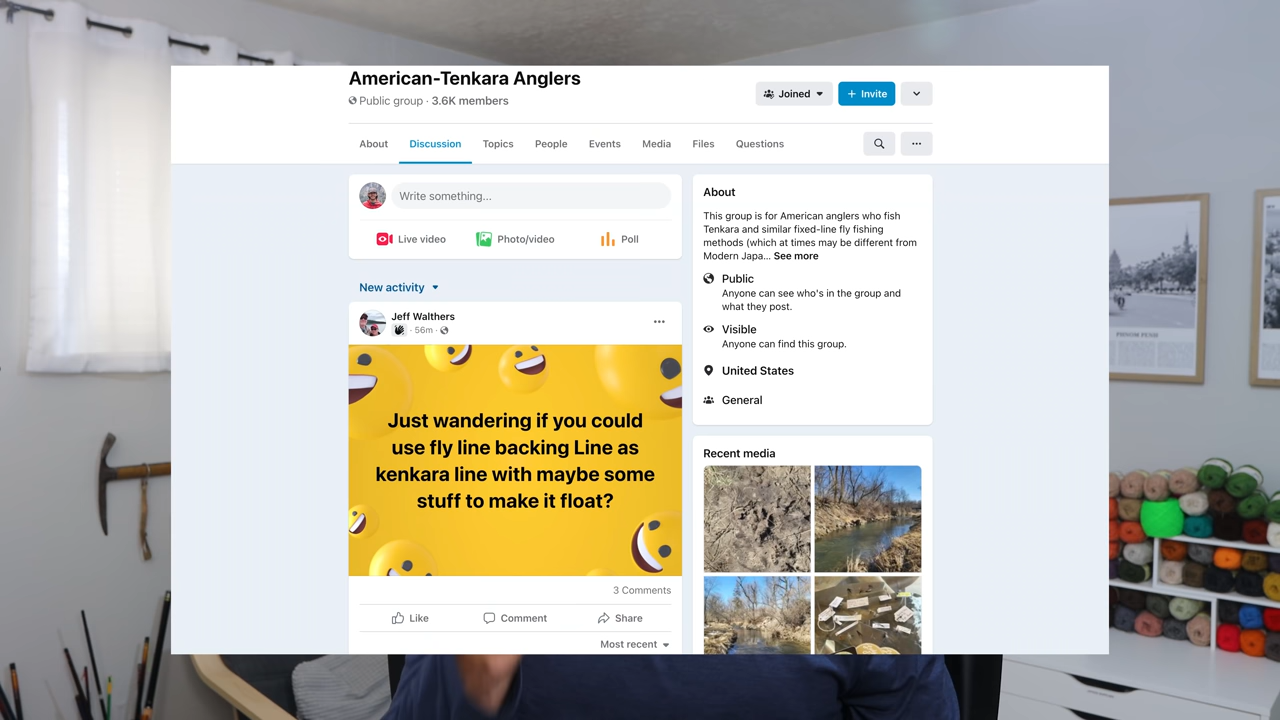 American-Tenkara Anglers
Public group · 3.6K members
Joined
+ Invite
About
Discussion
Topics
People
Events
Media
Files
Questions
Write something...
Live video
Photo/video
Poll
New activity
Jeff Walthers
· 56m ·
Just wandering if you could
use fly line backing Line as
kenkara line with maybe some
stuff to make it float?
3 Comments
Like
Comment
Share
Most recent
About
This group is for American anglers who fish
Tenkara and similar fixed-line fly fishing
methods (which at times may be different from
Modern Japa... See more
Public
Anyone can see who's in the group and
what they post.
Visible
Anyone can find this group.
United States
General
Recent media